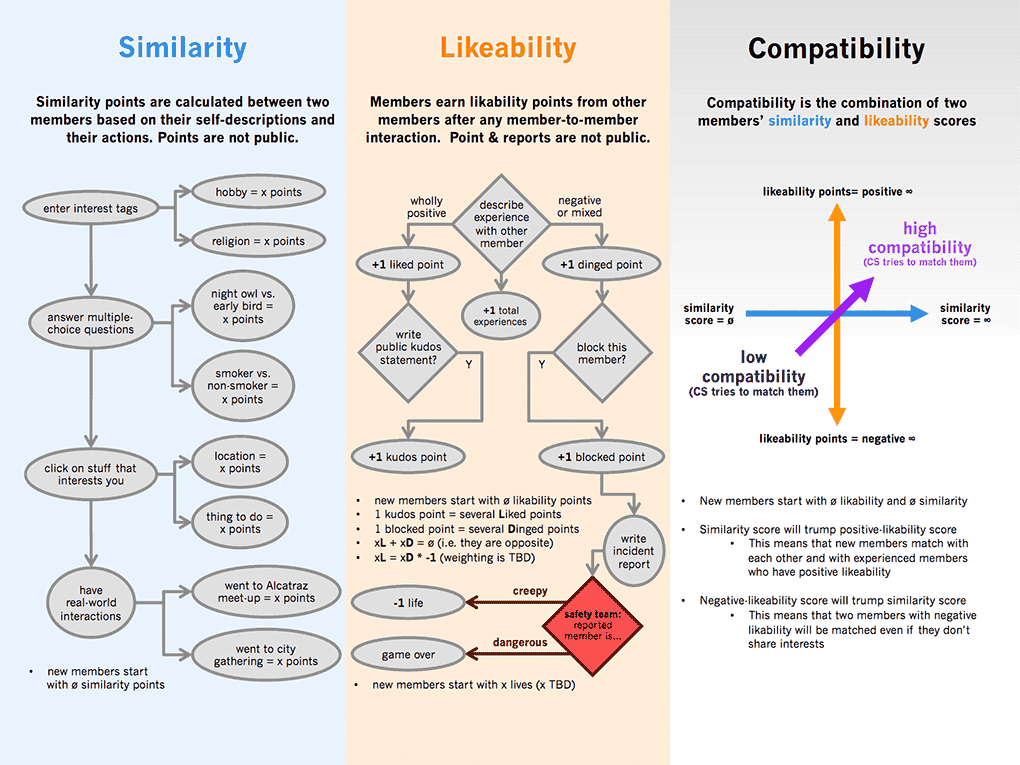 Similarity
Similarity points are calculated between two
members based on their self-descriptions and
their actions. Points are not public.
enter interest tags
hobby = x points
religion = x points
answer multiple-
choice questions
night owl vs.
early bird =
x points
smoker vs.
non-smoker =
x points
click on stuff that
interests you
location =
x points
thing to do =
x points
have
real-world
interactions
went to Alcatraz
meet-up = x points
went to city
gathering = x points
• new members start
with ø similarity points
Likeability
Members earn likability points from other
members after any member-to-member
interaction. Point & reports are not public.
wholly
positive
describe
experience
with other
member
negative
or mixed
+1 liked point
+1 dinged point
+1 total
experiences
write
public kudos
statement?
block this
member?
Y
Y
+1 kudos point
+1 blocked point
• new members start with ø likability points
• 1 kudos point = several Liked points
• 1 blocked point = several Dinged points
• xL + xD = ø (i.e. they are opposite)
• xL = xD * -1 (weighting is TBD)
write
incident
report
creepy
-1 life
safety team:
reported
member is...
dangerous
game over
• new members start with x lives (x TBD)
Compatibility
Compatibility is the combination of two
members' similarity and likeability scores
likeability points= positive ∞
high
compatibility
(CS tries to match them)
similarity
score = ø
similarity
score = ∞
low
compatibility
(CS tries to match them)
likeability points = negative ∞
• New members start with ø likability and ø similarity
• Similarity score will trump positive-likability score
• This means that new members match with
each other and with experienced members
who have positive likeability
• Negative-likeability score will trump similarity score
• This means that two members with negative
likability will be matched even if they don't
share interests